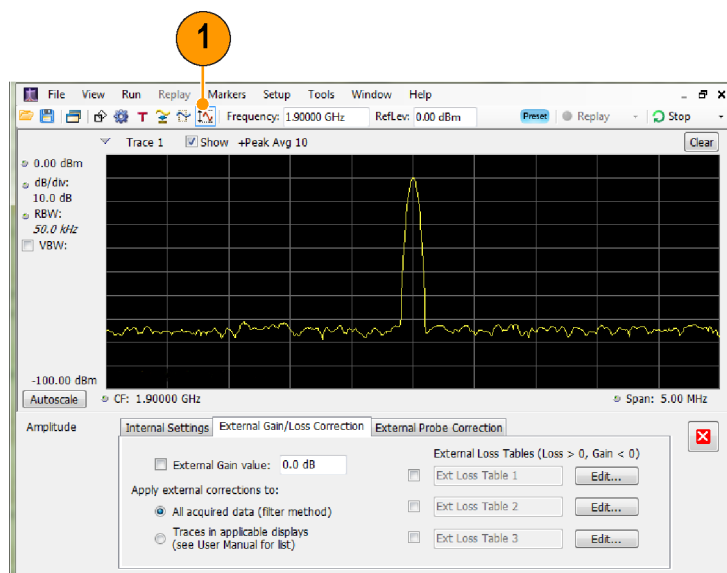 1
File View Run Replay Markers Setup Tools Window Help
T Frequency: 1.90000 GHz RefLev: 0.00 dBm Preset Replay Stop
Trace 1 Show +Peak Avg 10 Clear
0.00 dBm
dB/div:
10.0 dB
RBW:
50.0 kHz
VBW:
-100.00 dBm
Autoscale CF: 1.90000 GHz Span: 5.00 MHz
Amplitude Internal Settings External Gain/Loss Correction External Probe Correction
External Loss Tables (Loss > 0, Gain < 0)
External Gain value: 0.0 dB
Ext Loss Table 1 Edit...
Apply external corrections to:
All acquired data (filter method)
Ext Loss Table 2 Edit...
Traces in applicable displays
(see User Manual for list)
Ext Loss Table 3 Edit...